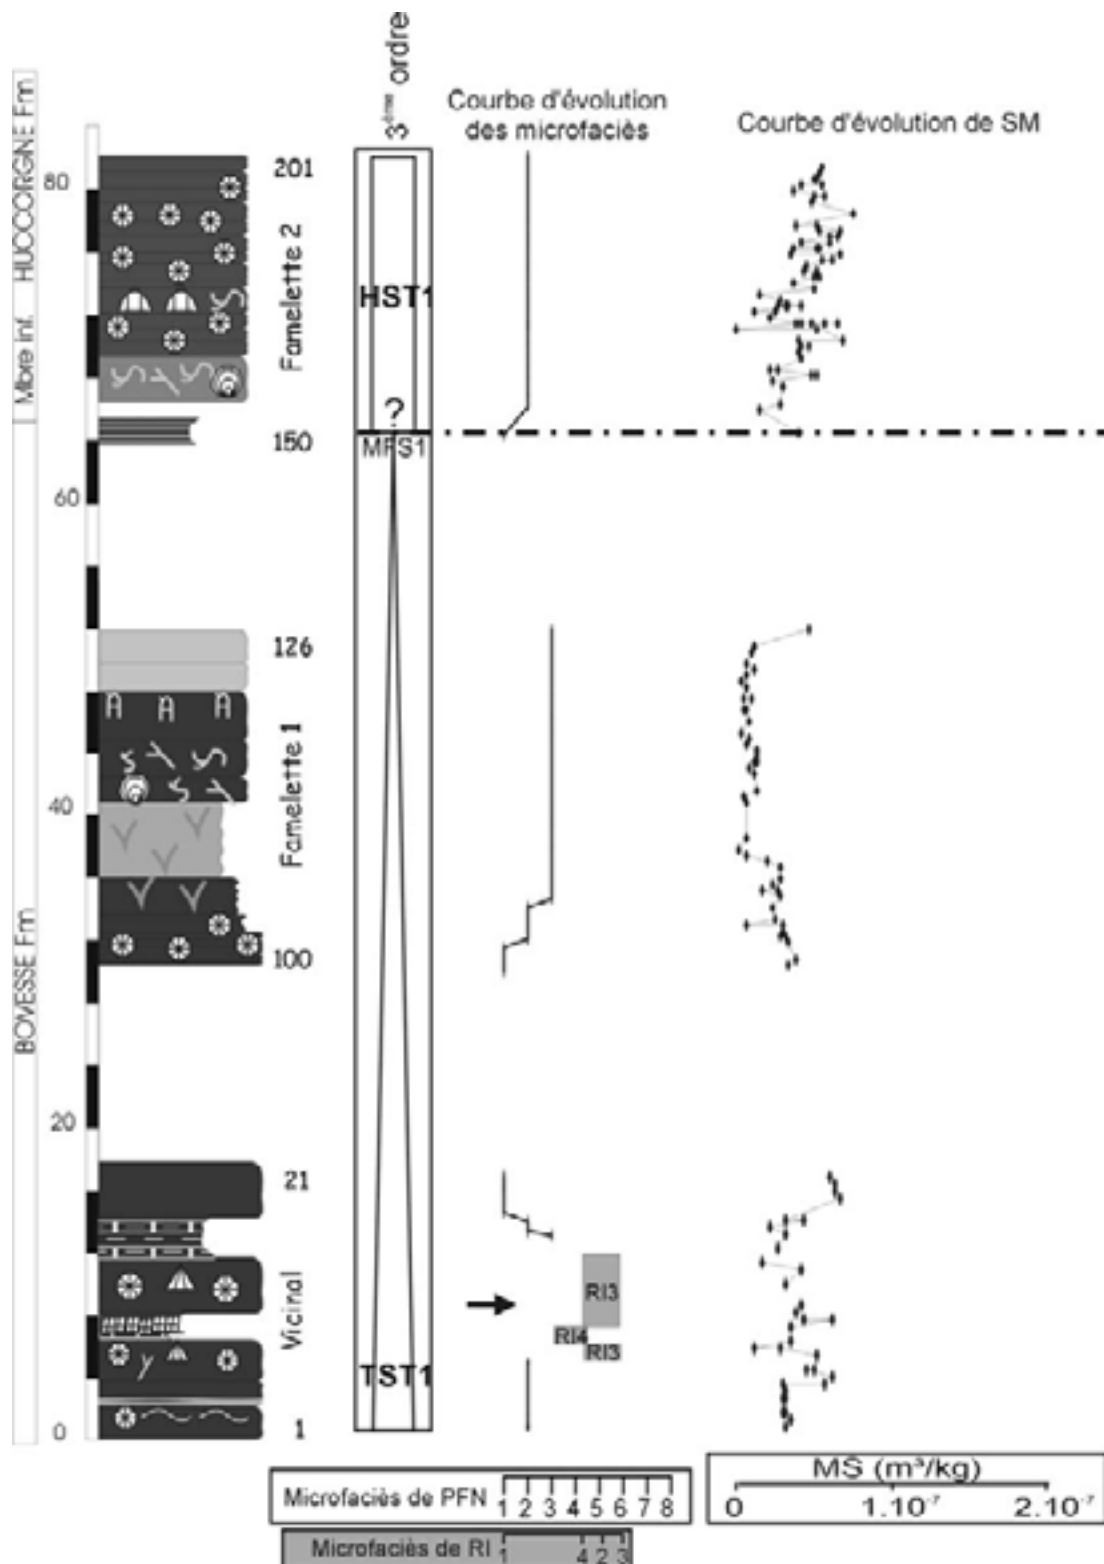 3ème ordre
Courbe d'évolution
des microfaciès
Courbe d'évolution de SM
HUCCORGNE Fm
Mbre inf.
BOVESSE Fm
80
60
40
20
0
201
Famelette 2
150
126
Famelette 1
100
21
Vicinal
1
HST1
?
MFS1
TST1
RI3
RI4
RI3
Microfaciès de PFN
1 2 3 4 5 6 7 8
Microfaciès de RI
1 4 2 3
MS (m³/kg)
0 1.10⁻⁷ 2.10⁻⁷